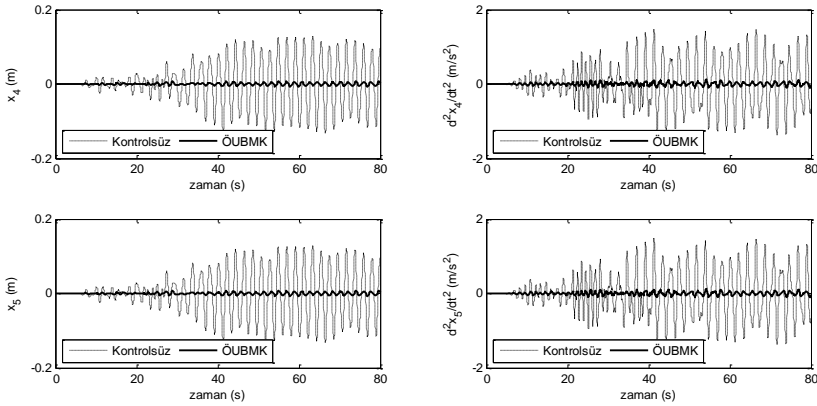 0.2
0
-0.2
x4 (m)
Kontrolsüz ÖUBMK
0 20 40 60 80
zaman (s)
2
0
-2
d²x4/dt² (m/s²)
Kontrolsüz ÖUBMK
0 20 40 60 80
zaman (s)
0.2
0
-0.2
x5 (m)
Kontrolsüz ÖUBMK
0 20 40 60 80
zaman (s)
2
0
-2
d²x5/dt² (m/s²)
Kontrolsüz ÖUBMK
0 20 40 60 80
zaman (s)